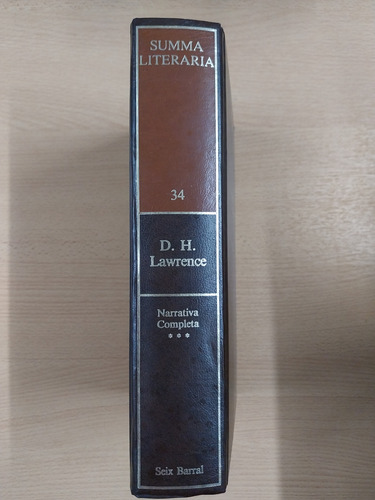 SUMMA
LITERARIA
34
D. H.
Lawrence
Narrativa
Completa
* * *
Seix Barral